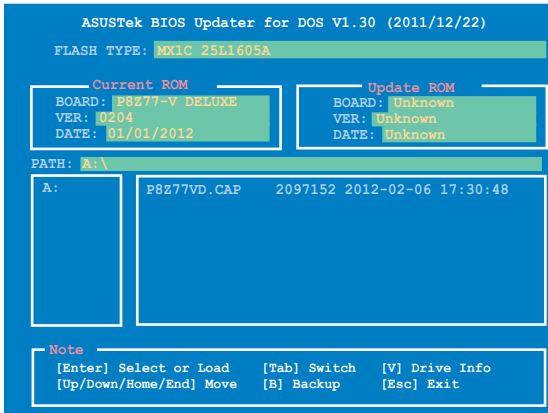 ASUSTek BIOS Updater for DOS V1.30 (2011/12/22)
FLASH TYPE: MX1C 25L1605A
Current ROM
BOARD: P8Z77-V DELUXE
VER: 0204
DATE: 01/01/2012
Update ROM
BOARD: Unknown
VER: Unknown
DATE: Unknown
PATH: A:\
A:
P8Z77VD.CAP 2097152 2012-02-06 17:30:48
Note
[Enter] Select or Load [Tab] Switch [V] Drive Info
[Up/Down/Home/End] Move [B] Backup [Esc] Exit